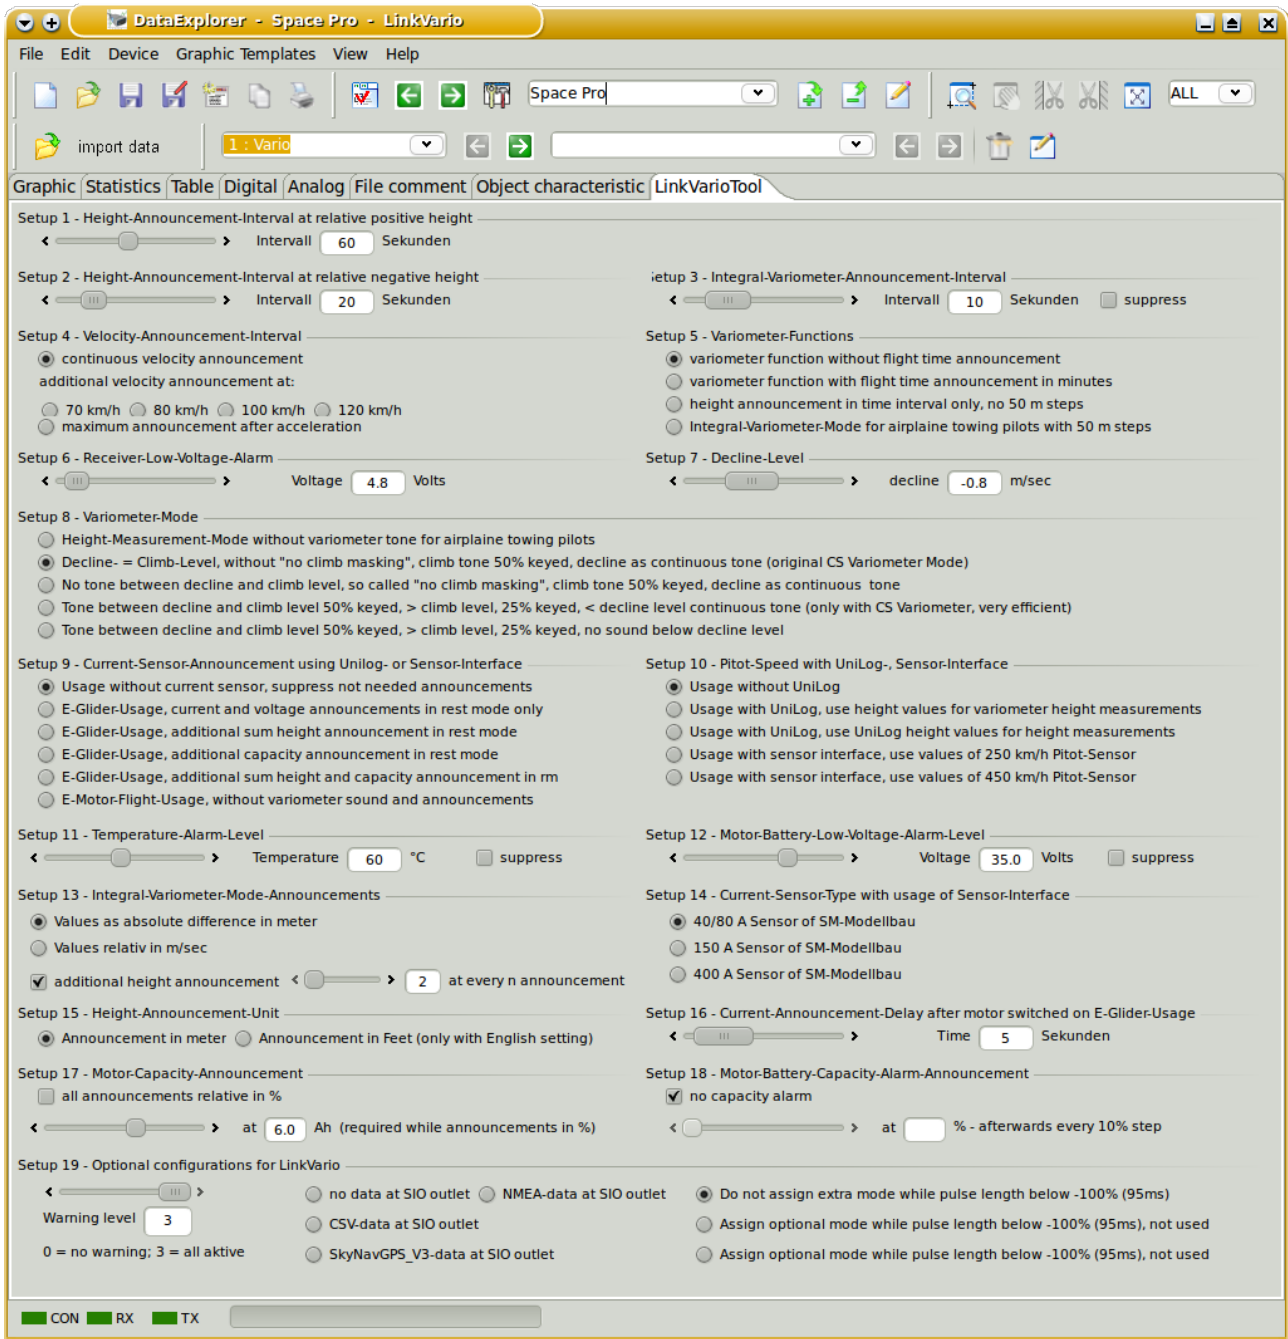 DataExplorer - Space Pro - LinkVario
File Edit Device Graphic Templates View Help
Space Pro ALL
import data 1 : Vario
Graphic Statistics Table Digital Analog File comment Object characteristic LinkVarioTool
Setup 1 - Height-Announcement-Interval at relative positive height
Intervall 60 Sekunden
Setup 2 - Height-Announcement-Interval at relative negative height
Intervall 20 Sekunden
Setup 3 - Integral-Variometer-Announcement-Interval
Intervall 10 Sekunden suppress
Setup 4 - Velocity-Announcement-Interval
continuous velocity announcement
additional velocity announcement at:
70 km/h 80 km/h 100 km/h 120 km/h
maximum announcement after acceleration
Setup 5 - Variometer-Functions
variometer function without flight time announcement
variometer function with flight time announcement in minutes
height announcement in time interval only, no 50 m steps
Integral-Variometer-Mode for airplaine towing pilots with 50 m steps
Setup 6 - Receiver-Low-Voltage-Alarm
Voltage 4.8 Volts
Setup 7 - Decline-Level
decline -0.8 m/sec
Setup 8 - Variometer-Mode
Height-Measurement-Mode without variometer tone for airplaine towing pilots
Decline- = Climb-Level, without "no climb masking", climb tone 50% keyed, decline as continuous tone (original CS Variometer Mode)
No tone between decline and climb level, so called "no climb masking", climb tone 50% keyed, decline as continuous tone
Tone between decline and climb level 50% keyed, > climb level, 25% keyed, < decline level continuous tone (only with CS Variometer, very efficient)
Tone between decline and climb level 50% keyed, > climb level, 25% keyed, no sound below decline level
Setup 9 - Current-Sensor-Announcement using Unilog- or Sensor-Interface
Usage without current sensor, suppress not needed announcements
E-Glider-Usage, current and voltage announcements in rest mode only
E-Glider-Usage, additional sum height announcement in rest mode
E-Glider-Usage, additional capacity announcement in rest mode
E-Glider-Usage, additional sum height and capacity announcement in rm
E-Motor-Flight-Usage, without variometer sound and announcements
Setup 10 - Pitot-Speed with UniLog-, Sensor-Interface
Usage without UniLog
Usage with UniLog, use height values for variometer height measurements
Usage with UniLog, use UniLog height values for height measurements
Usage with sensor interface, use values of 250 km/h Pitot-Sensor
Usage with sensor interface, use values of 450 km/h Pitot-Sensor
Setup 11 - Temperature-Alarm-Level
Temperature 60 °C suppress
Setup 12 - Motor-Battery-Low-Voltage-Alarm-Level
Voltage 35.0 Volts suppress
Setup 13 - Integral-Variometer-Mode-Announcements
Values as absolute difference in meter
Values relativ in m/sec
additional height announcement 2 at every n announcement
Setup 14 - Current-Sensor-Type with usage of Sensor-Interface
40/80 A Sensor of SM-Modellbau
150 A Sensor of SM-Modellbau
400 A Sensor of SM-Modellbau
Setup 15 - Height-Announcement-Unit
Announcement in meter Announcement in Feet (only with English setting)
Setup 16 - Current-Announcement-Delay after motor switched on E-Glider-Usage
Time 5 Sekunden
Setup 17 - Motor-Capacity-Announcement
all announcements relative in %
at 6.0 Ah (required while announcements in %)
Setup 18 - Motor-Battery-Capacity-Alarm-Announcement
no capacity alarm
at % - afterwards every 10% step
Setup 19 - Optional configurations for LinkVario
Warning level 3
0 = no warning; 3 = all aktive
no data at SIO outlet NMEA-data at SIO outlet
CSV-data at SIO outlet
SkyNavGPS_V3-data at SIO outlet
Do not assign extra mode while pulse length below -100% (95ms)
Assign optional mode while pulse length below -100% (95ms), not used
Assign optional mode while pulse length below -100% (95ms), not used
CON RX TX